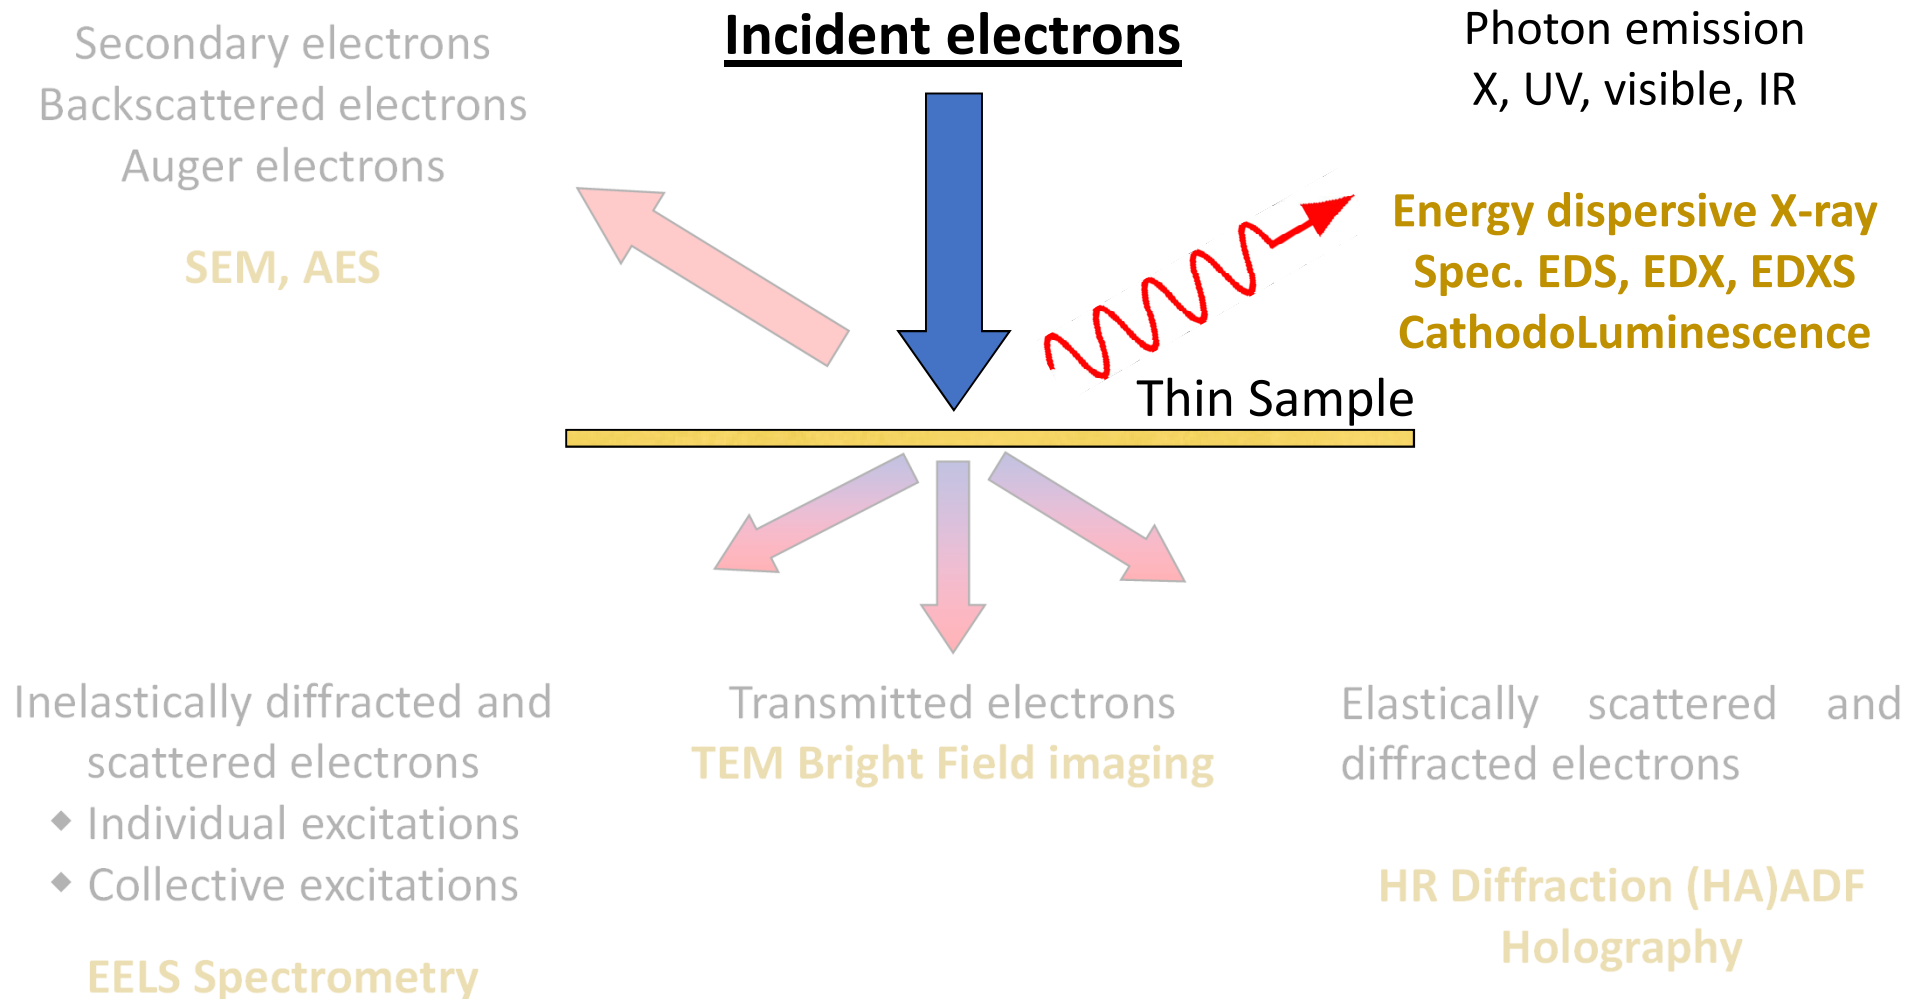 Secondary electrons
Backscattered electrons
Auger electrons
SEM, AES
Incident electrons
Photon emission
X, UV, visible, IR
Energy dispersive X-ray
Spec. EDS, EDX, EDXS
CathodoLuminescence
Thin Sample
Inelastically diffracted and
scattered electrons
◆ Individual excitations
◆ Collective excitations
EELS Spectrometry
Transmitted electrons
TEM Bright Field imaging
Elastically scattered and
diffracted electrons
HR Diffraction (HA)ADF
Holography